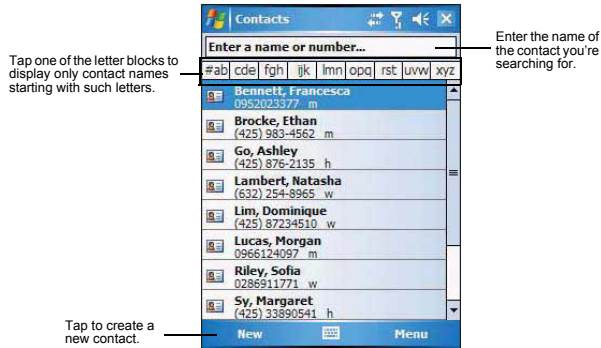 Contacts
Enter a name or number...
Enter the name of
the contact you're
searching for.
Tap one of the letter blocks to
display only contact names
starting with such letters.
#ab cde fgh ijk lmn opq rst uvw xyz
Bennett, Francesca
0952023377 m
Brocke, Ethan
(425) 983-4562 m
Go, Ashley
(425) 876-2135 h
Lambert, Natasha
(632) 254-8965 w
Lim, Dominique
(425) 87234510 w
Lucas, Morgan
0966124097 m
Riley, Sofia
0286911771 w
Sy, Margaret
(425) 33890541 h
Tap to create a
new contact.
New Menu